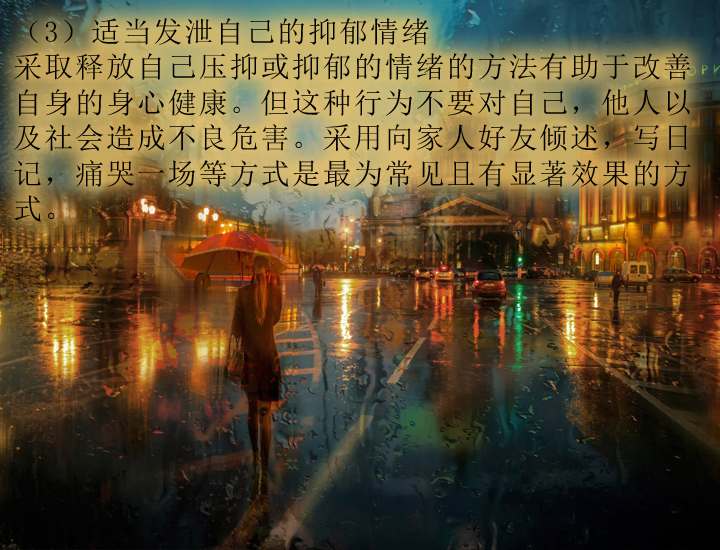 （3）适当发泄自己的抑郁情绪
采取释放自己压抑或抑郁的情绪的方法有助于改善
自身的身心健康。但这种行为不要对自己，他人以
及社会造成不良危害。采用向家人好友倾述，写日
记，痛哭一场等方式是最为常见且有显著效果的方
式。